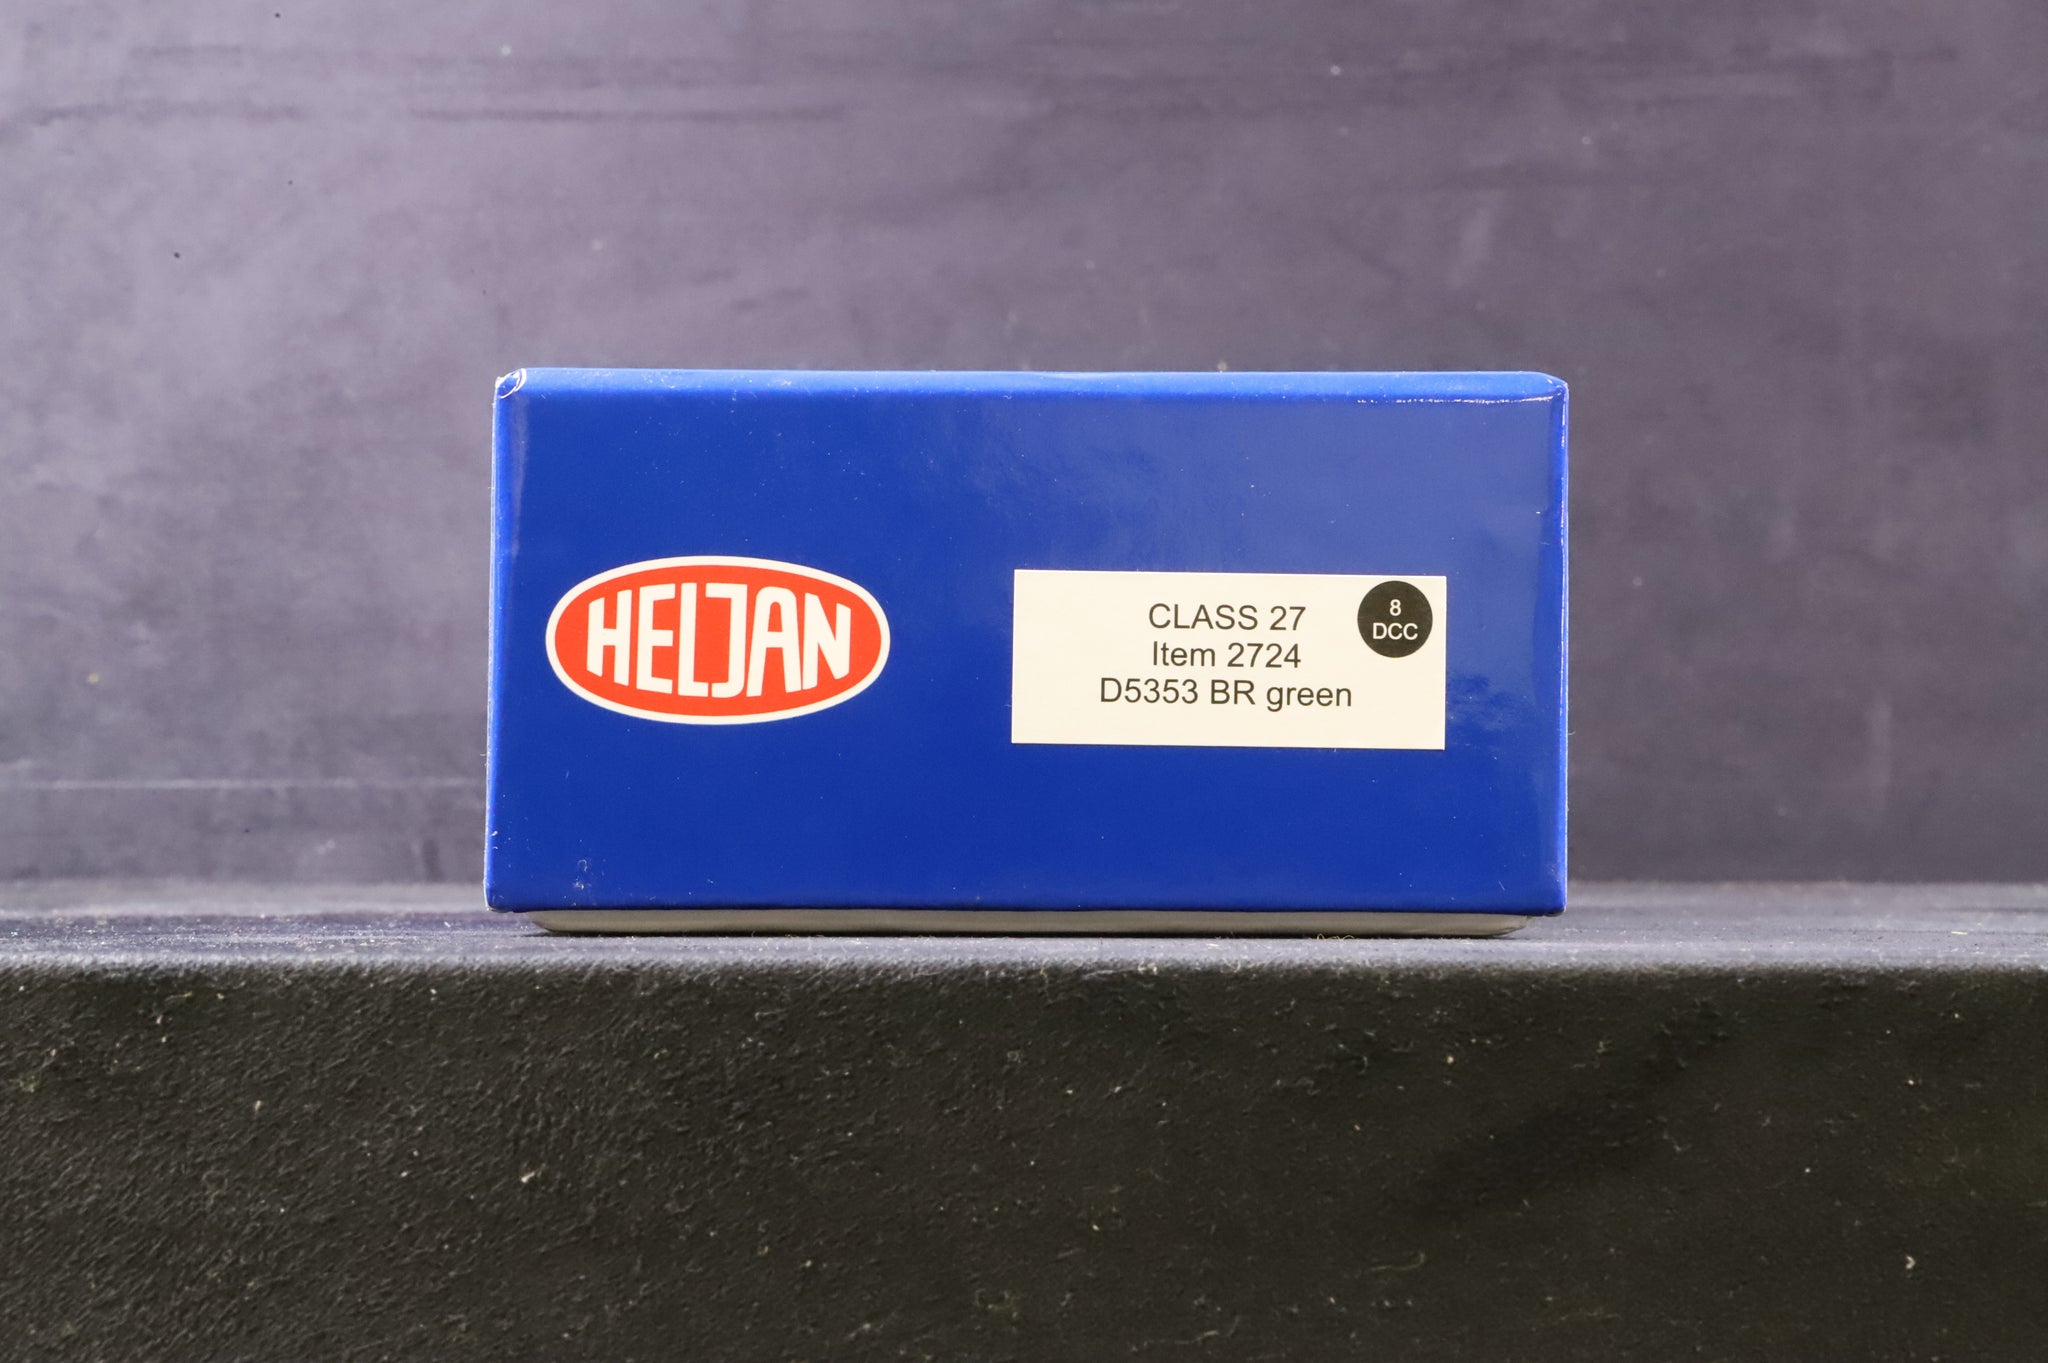 HELJAN
CLASS 27
Item 2724
D5353 BR green
8
DCC